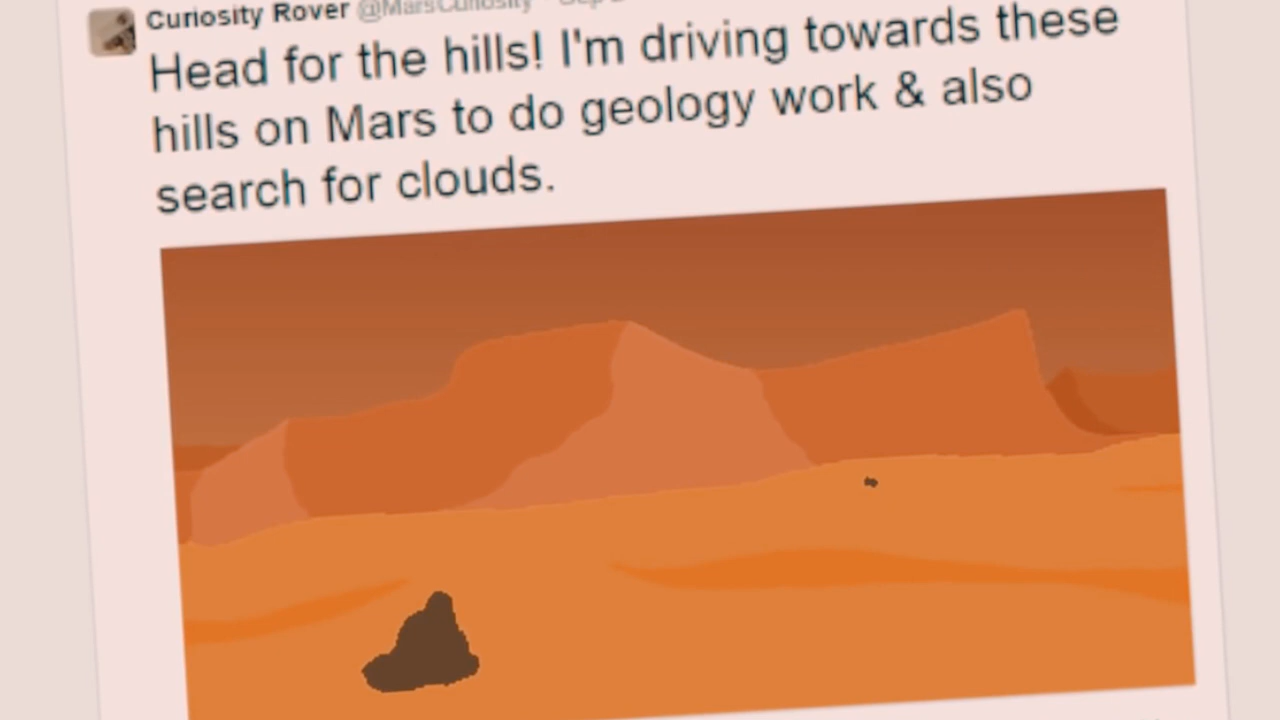 Curiosity Rover @MarsCuriosity
Head for the hills! I'm driving towards these
hills on Mars to do geology work & also
search for clouds.